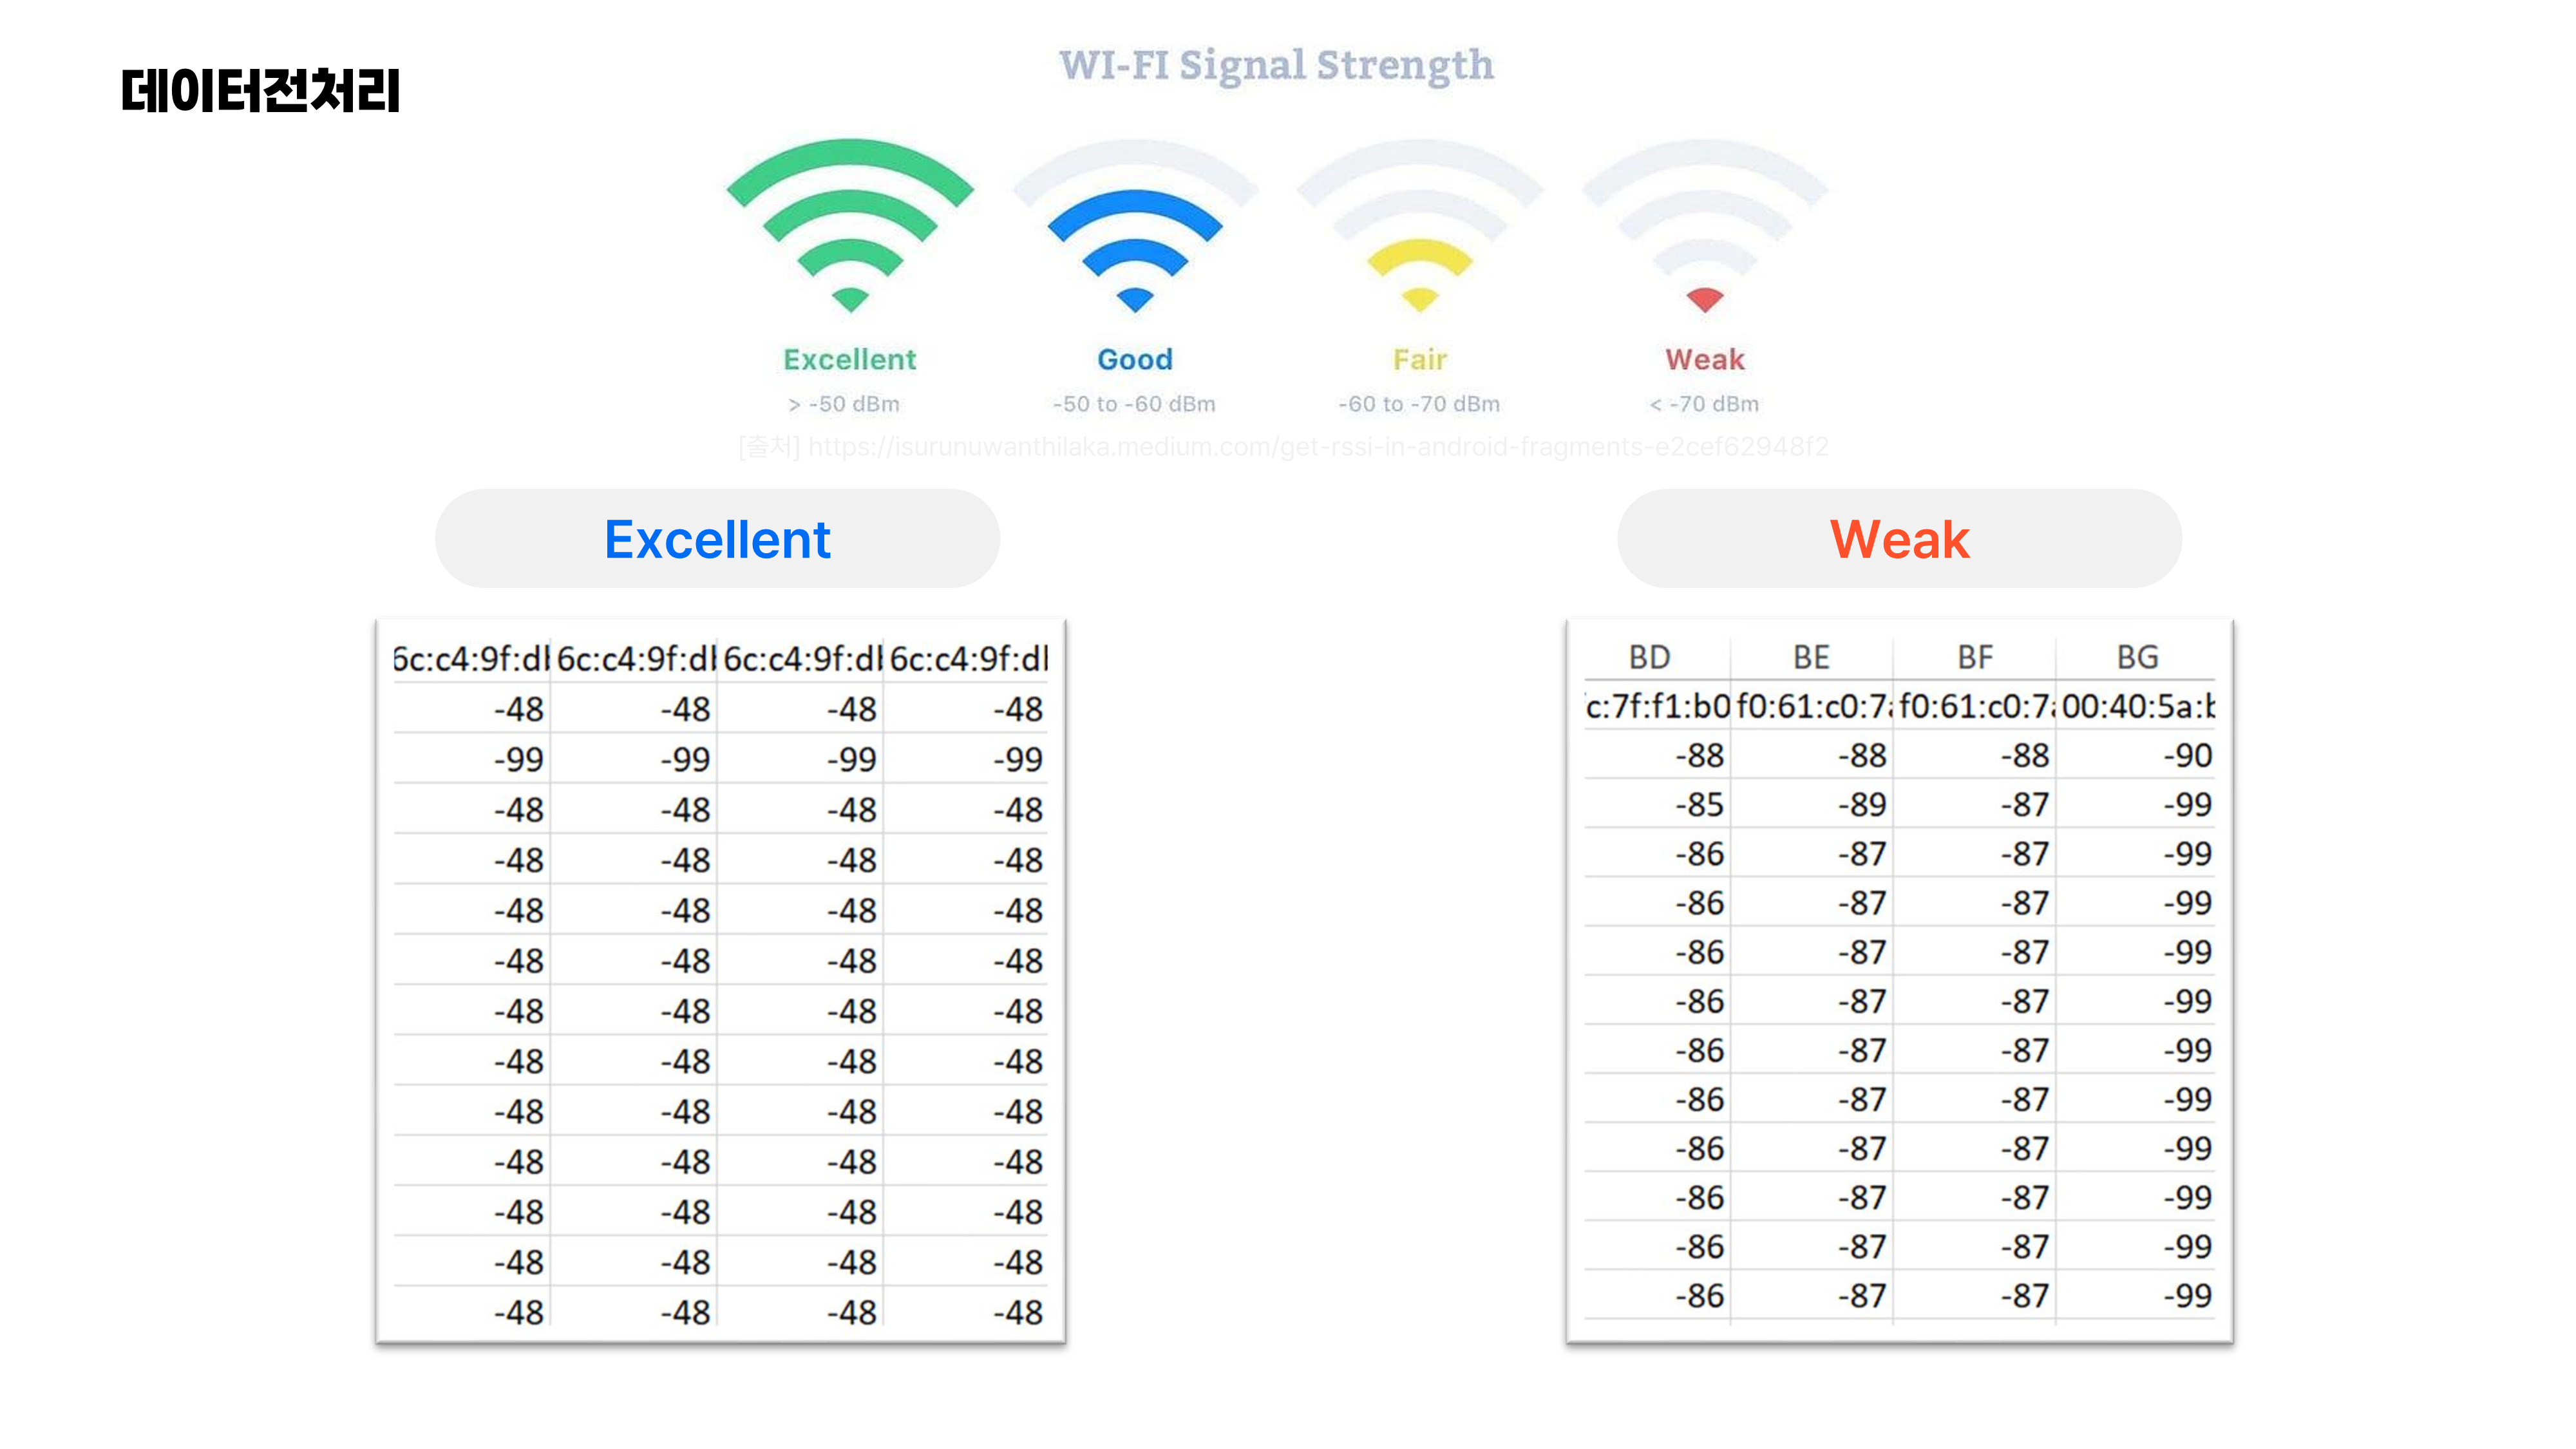 데이터전처리
WI-FI Signal Strength
Excellent Good Fair Weak
> -50 dBm -50 to -60 dBm -60 to -70 dBm < -70 dBm
[출처] https://isurunuwanthilaka.medium.com/get-rssi-in-android-fragments-e2cef62948f2
Excellent
6c:c4:9f:d 6c:c4:9f:d 6c:c4:9f:d 6c:c4:9f:d
-48 -48 -48 -48
-99 -99 -99 -99
-48 -48 -48 -48
-48 -48 -48 -48
-48 -48 -48 -48
-48 -48 -48 -48
-48 -48 -48 -48
-48 -48 -48 -48
-48 -48 -48 -48
-48 -48 -48 -48
-48 -48 -48 -48
-48 -48 -48 -48
-48 -48 -48 -48
Weak
BD BE BF BG
c:7f:f1:b0 f0:61:c0:7 f0:61:c0:7 00:40:5a:b
-88 -88 -88 -90
-85 -89 -87 -99
-86 -87 -87 -99
-86 -87 -87 -99
-86 -87 -87 -99
-86 -87 -87 -99
-86 -87 -87 -99
-86 -87 -87 -99
-86 -87 -87 -99
-86 -87 -87 -99
-86 -87 -87 -99
-86 -87 -87 -99